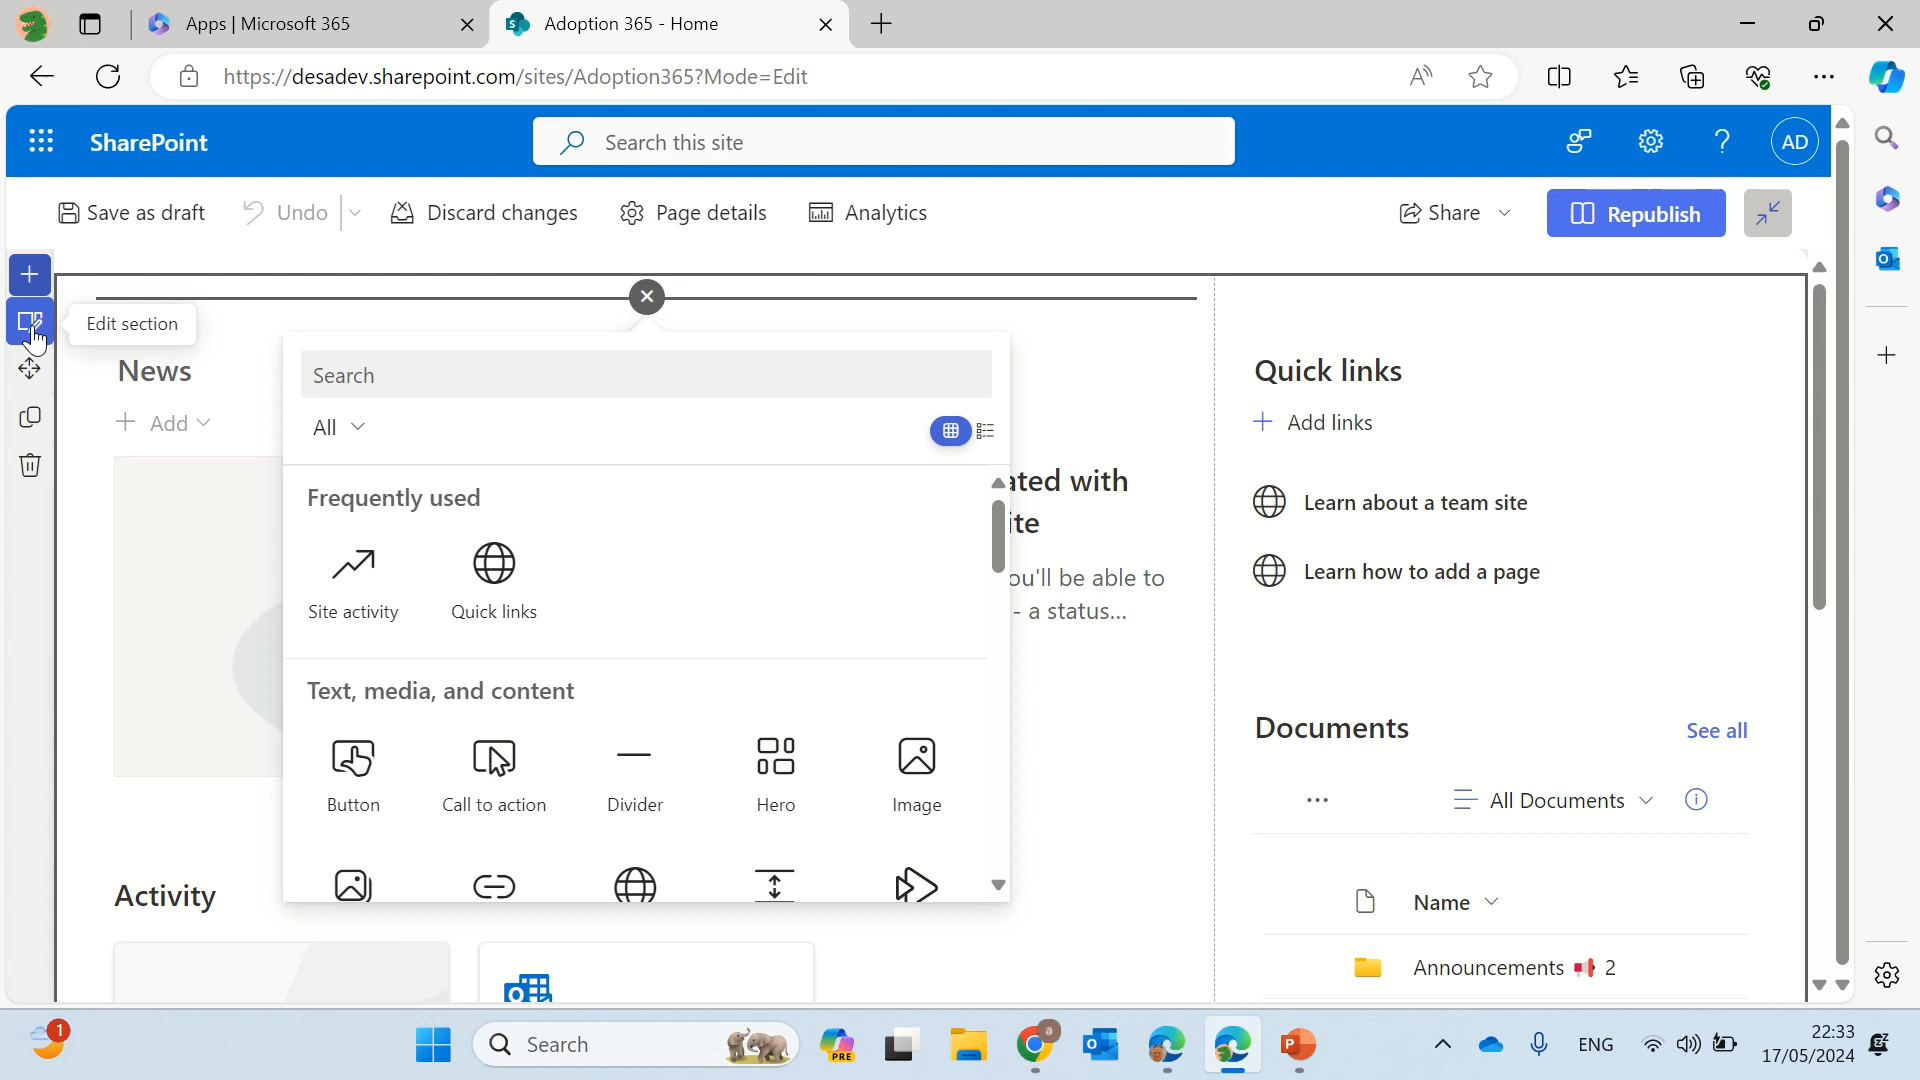 Apps | Microsoft 365
Adoption 365 - Home
https://desadev.sharepoint.com/sites/Adoption365?Mode=Edit
SharePoint
Search this site
AD
Save as draft
Undo
Discard changes
Page details
Analytics
Share
Republish
Edit section
News
Add
Search
All
Frequently used
Site activity
Quick links
Text, media, and content
Button
Call to action
Divider
Hero
Image
ated with
ite
ou'll be able to
- a status...
Activity
Quick links
Add links
Learn about a team site
Learn how to add a page
Documents
See all
All Documents
Name
Announcements 📢 2
1
Search
PRE
ENG
22:33
17/05/2024